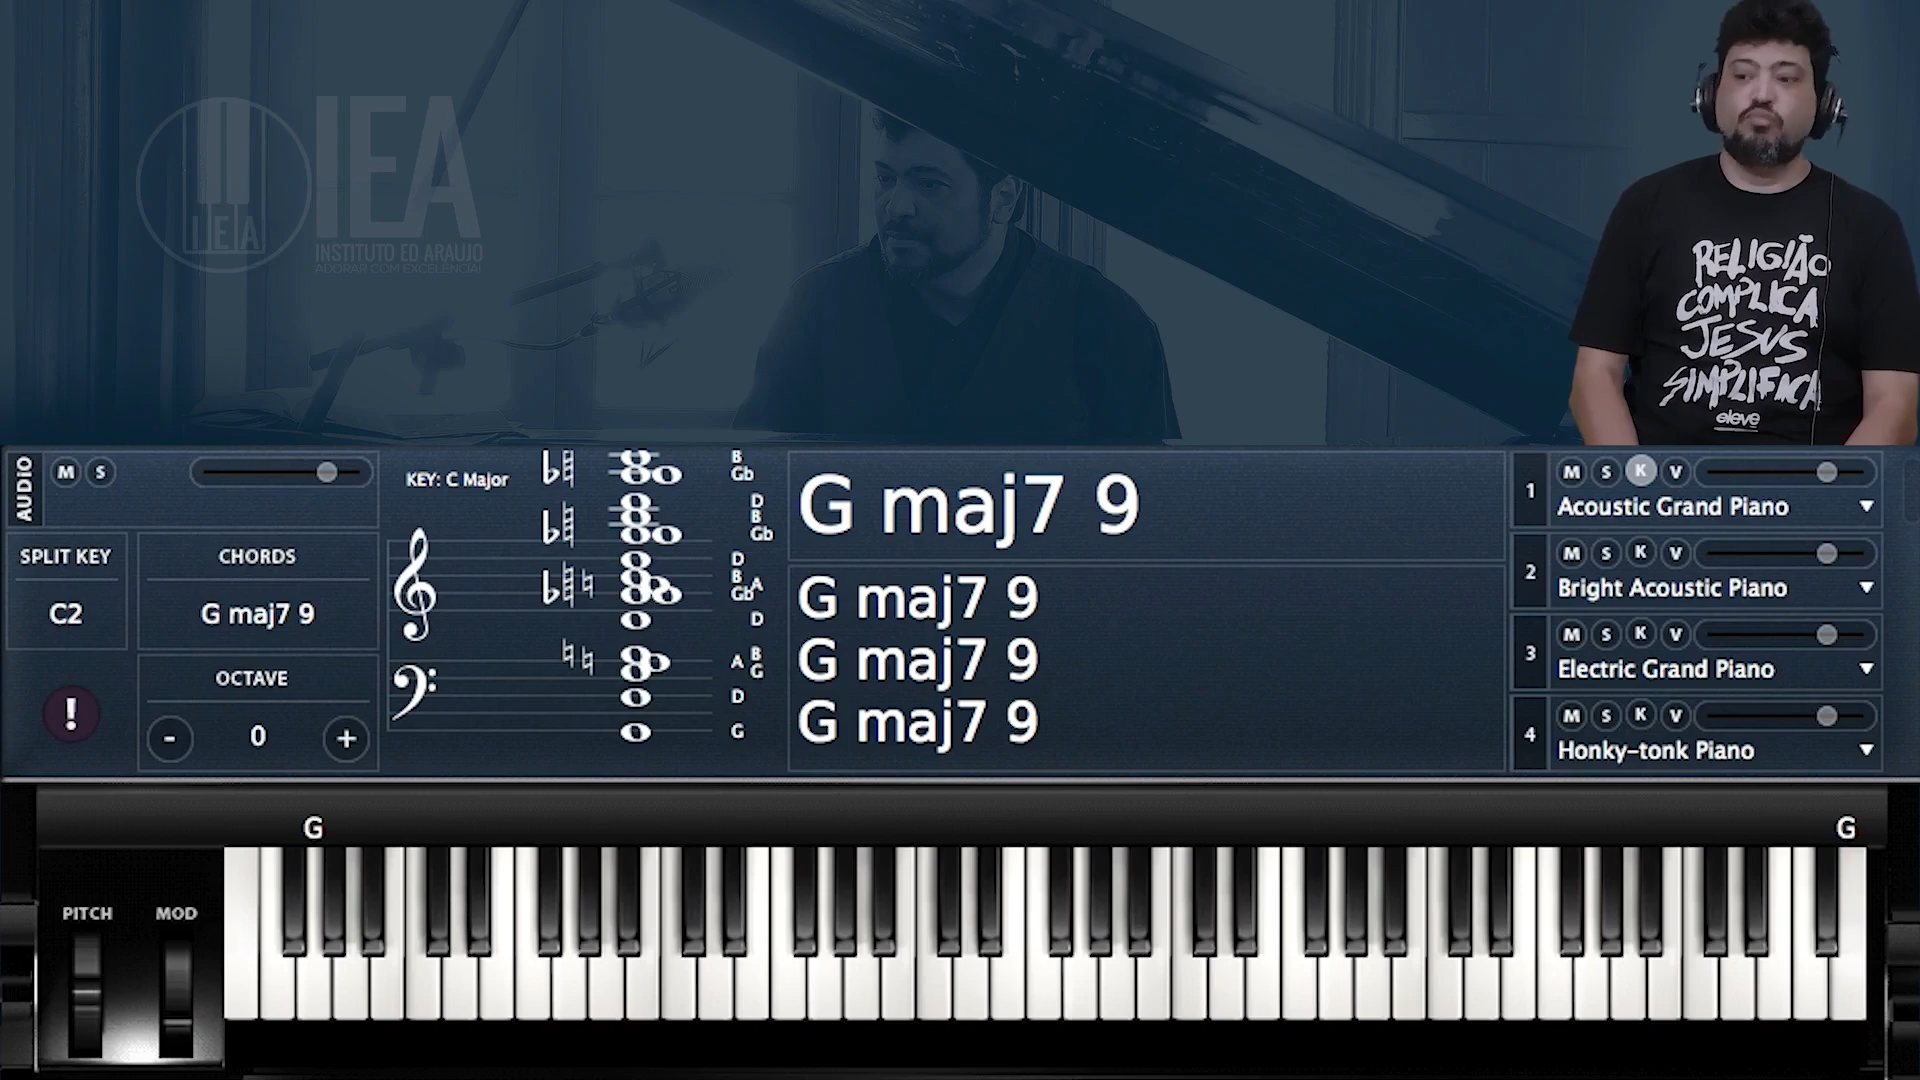 IEA
IEA
INSTITUTO ED ARAUJO
ADORAR COM EXCELENCIA!
RELIGIÃO
COMPLICA
JESUS
SIMPLIFICA
eleve
AUDIO
M S
KEY: C Major
B
Gb
D
B
Gb
D
B A
Gb
D
A B
G
D
G
G maj7 9
G maj7 9
G maj7 9
G maj7 9
SPLIT KEY
C2
CHORDS
G maj7 9
OCTAVE
!
- 0 +
1
M S K V
Acoustic Grand Piano
2
M S K V
Bright Acoustic Piano
3
M S K V
Electric Grand Piano
4
M S K V
Honky-tonk Piano
G G
PITCH MOD